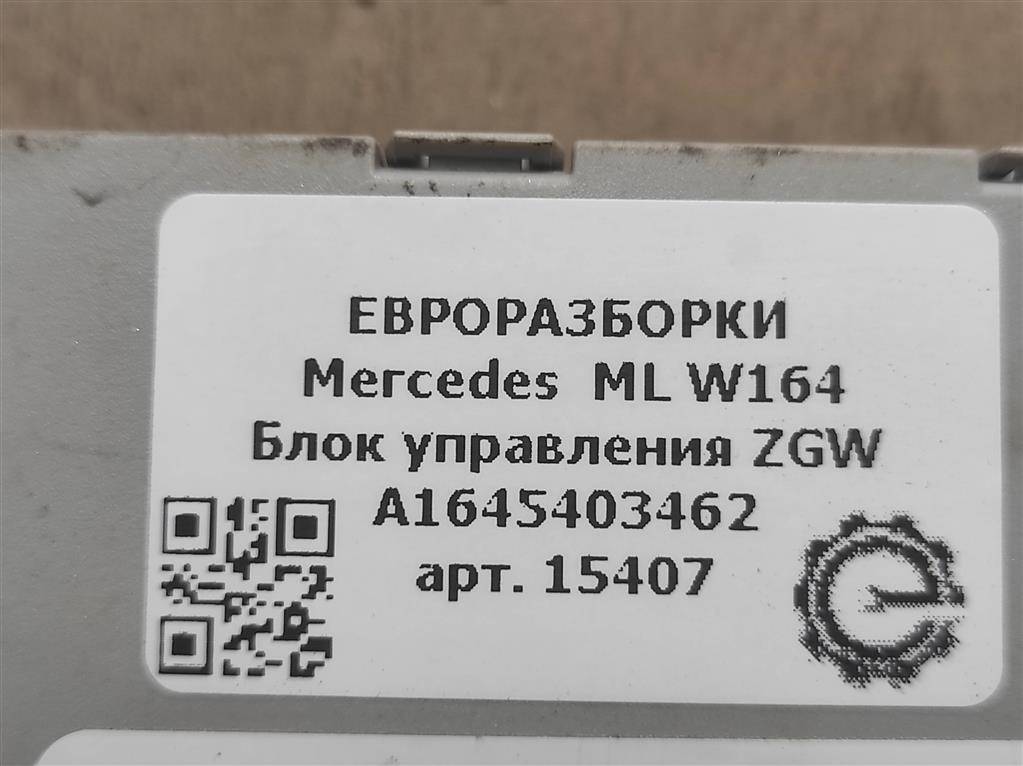 ЕВРОРАЗБОРКИ
Mercedes ML W164
Блок управления ZGW
A1645403462
арт. 15407